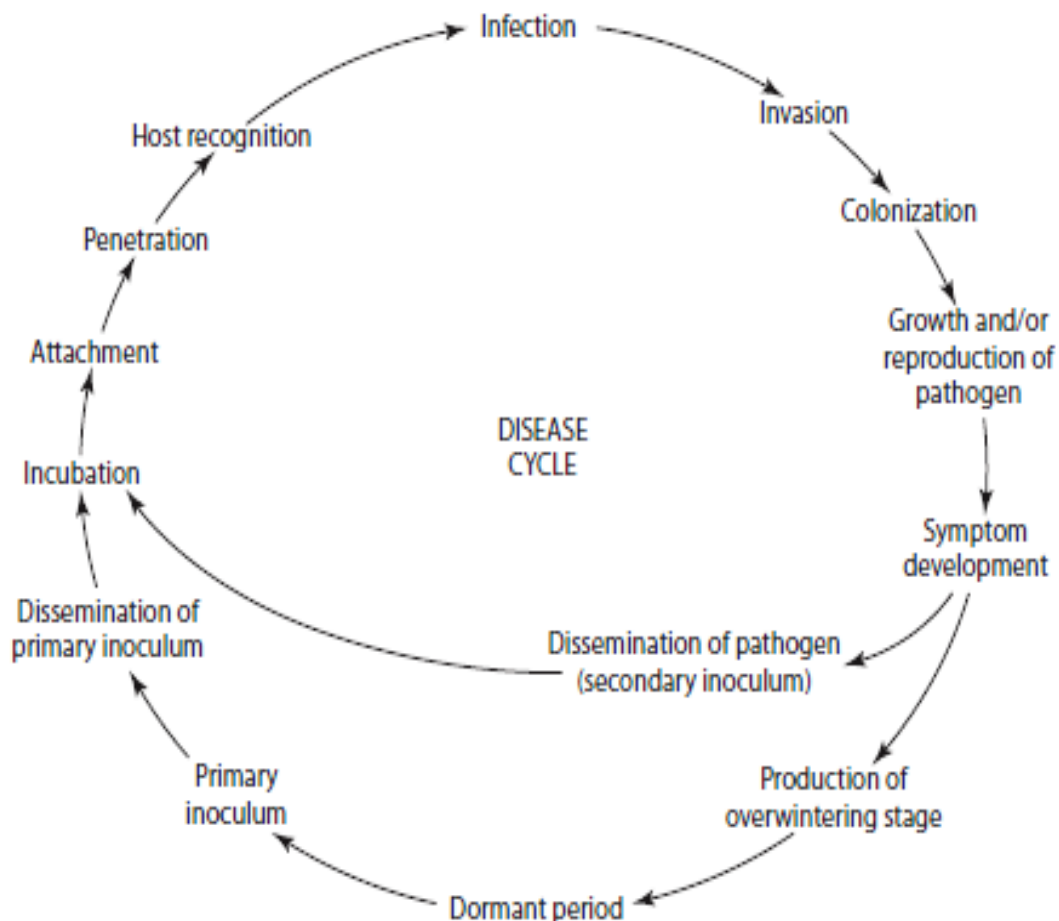 Infection
Invasion
Colonization
Growth and/or
reproduction of
pathogen
Symptom
development
Dissemination of pathogen
(secondary inoculum)
Production of
overwintering stage
Dormant period
Primary
inoculum
Dissemination of
primary inoculum
Incubation
Attachment
Penetration
Host recognition
DISEASE
CYCLE